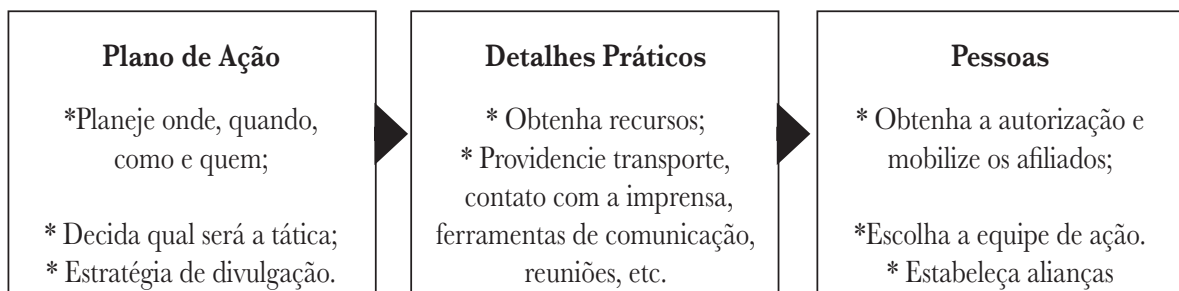 Plano de Ação
*Planeje onde, quando,
como e quem;
* Decida qual será a tática;
* Estratégia de divulgação.
Detalhes Práticos
* Obtenha recursos;
* Providencie transporte,
contato com a imprensa,
ferramentas de comunicação,
reuniões, etc.
Pessoas
* Obtenha a autorização e
mobilize os afiliados;
*Escolha a equipe de ação.
* Estabeleça alianças